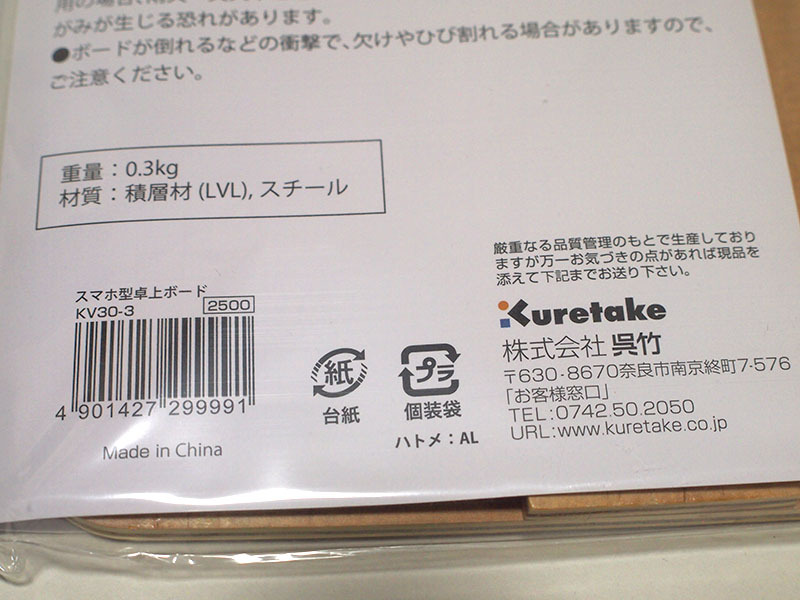 がみが生じる恐れがあります。
●ボードが倒れるなどの衝撃で、欠けやひび割れる場合がありますので、
ご注意ください。
重量：0.3kg
材質：積層材 (LVL), スチール
スマホ型卓上ボード
KV30-3 2500
4 901427 299991
Made in China
紙
台紙
プラ
個装袋
ハトメ：AL
厳重なる品質管理のもとで生産しており
ますが万一お気づきの点があれば現品を
添えて下記までお送り下さい。
Kuretake
株式会社 呉竹
〒630-8670奈良市南京終町7-576
「お客様窓口」
TEL:0742.50.2050
URL:www.kuretake.co.jp